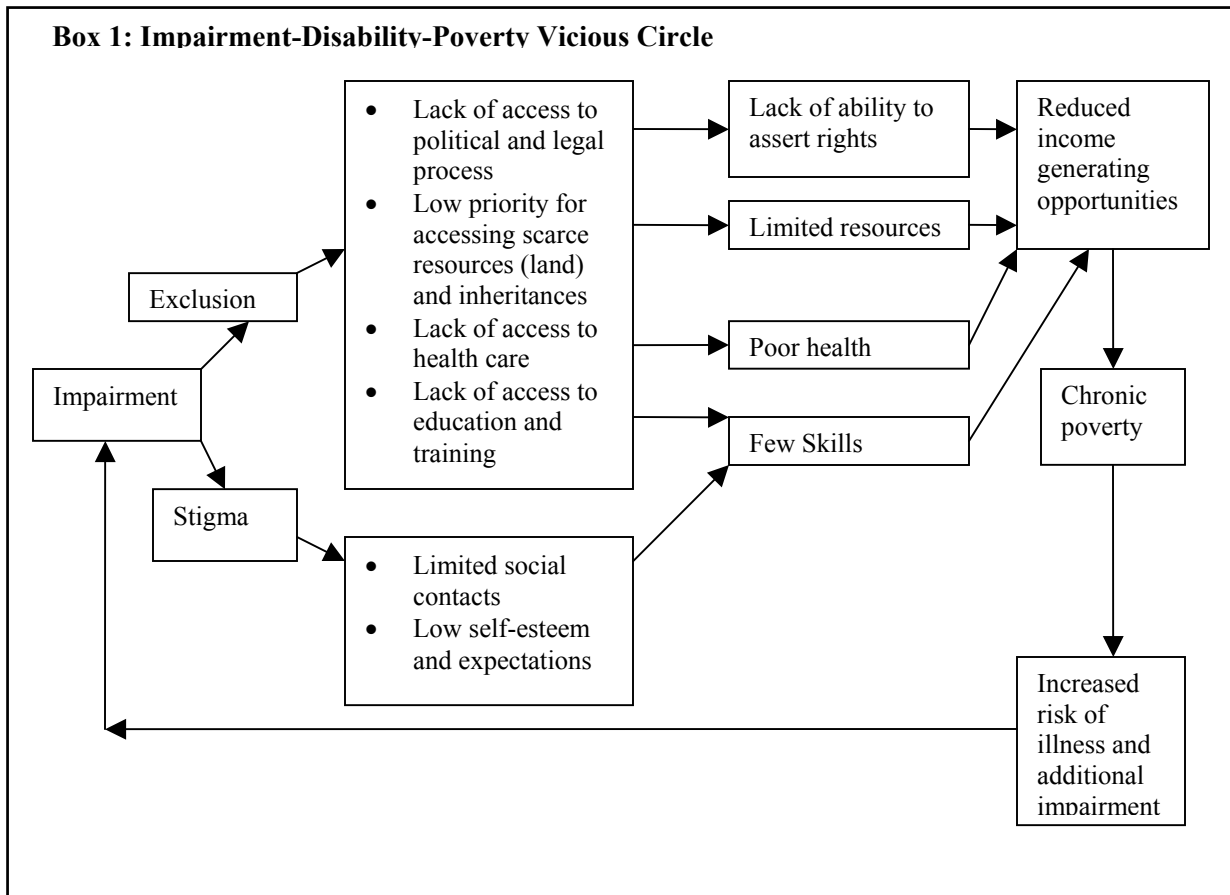 Box 1: Impairment-Disability-Poverty Vicious Circle
• Lack of access to
political and legal
process
• Low priority for
accessing scarce
resources (land)
and inheritances
• Lack of access to
health care
• Lack of access to
education and
training
Lack of ability to
assert rights
Reduced
income
generating
opportunities
Limited resources
Exclusion
Poor health
Impairment
Chronic
poverty
Few Skills
Stigma
• Limited social
contacts
• Low self-esteem
and expectations
Increased
risk of
illness and
additional
impairment